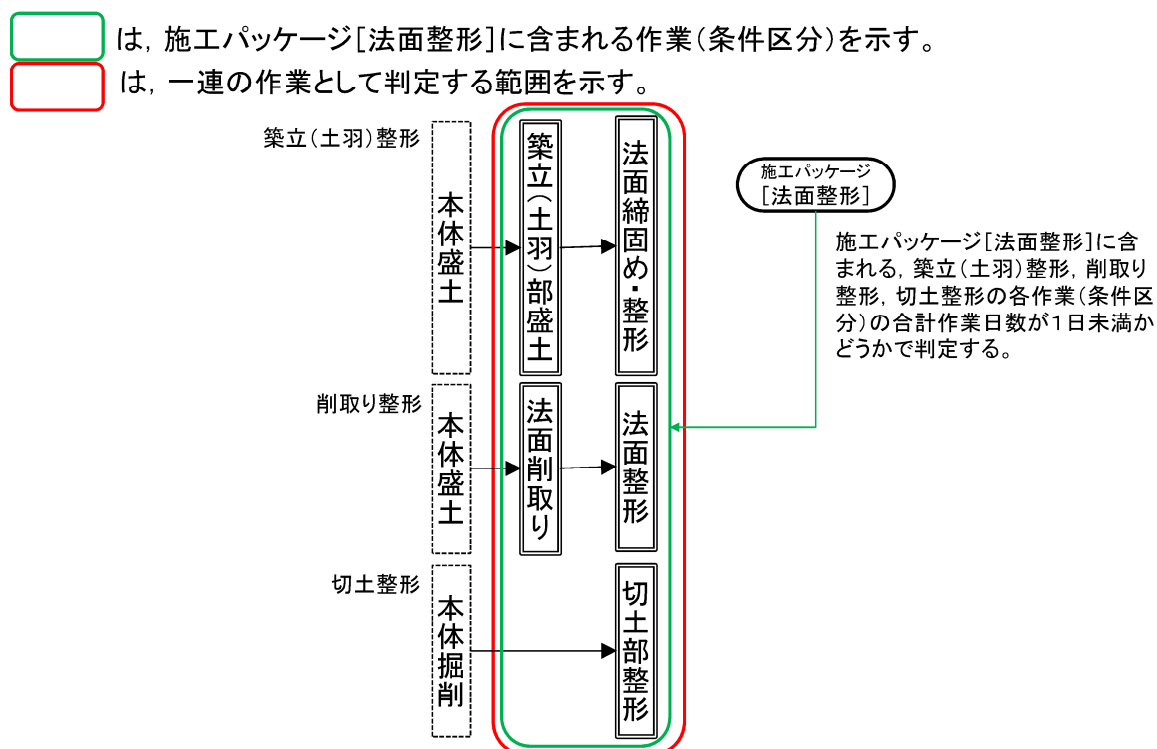 は，施工パッケージ[法面整形]に含まれる作業（条件区分）を示す。
は，一連の作業として判定する範囲を示す。
築立（土羽）整形
本体盛土
築立（土羽）部盛土
法面締固め・整形
施工パッケージ
［法面整形］
施工パッケージ[法面整形]に含
まれる，築立（土羽）整形，削取り
整形，切土整形の各作業（条件区
分）の合計作業日数が１日未満か
どうかで判定する。
削取り整形
本体盛土
法面削取り
法面整形
切土整形
本体掘削
切土部整形